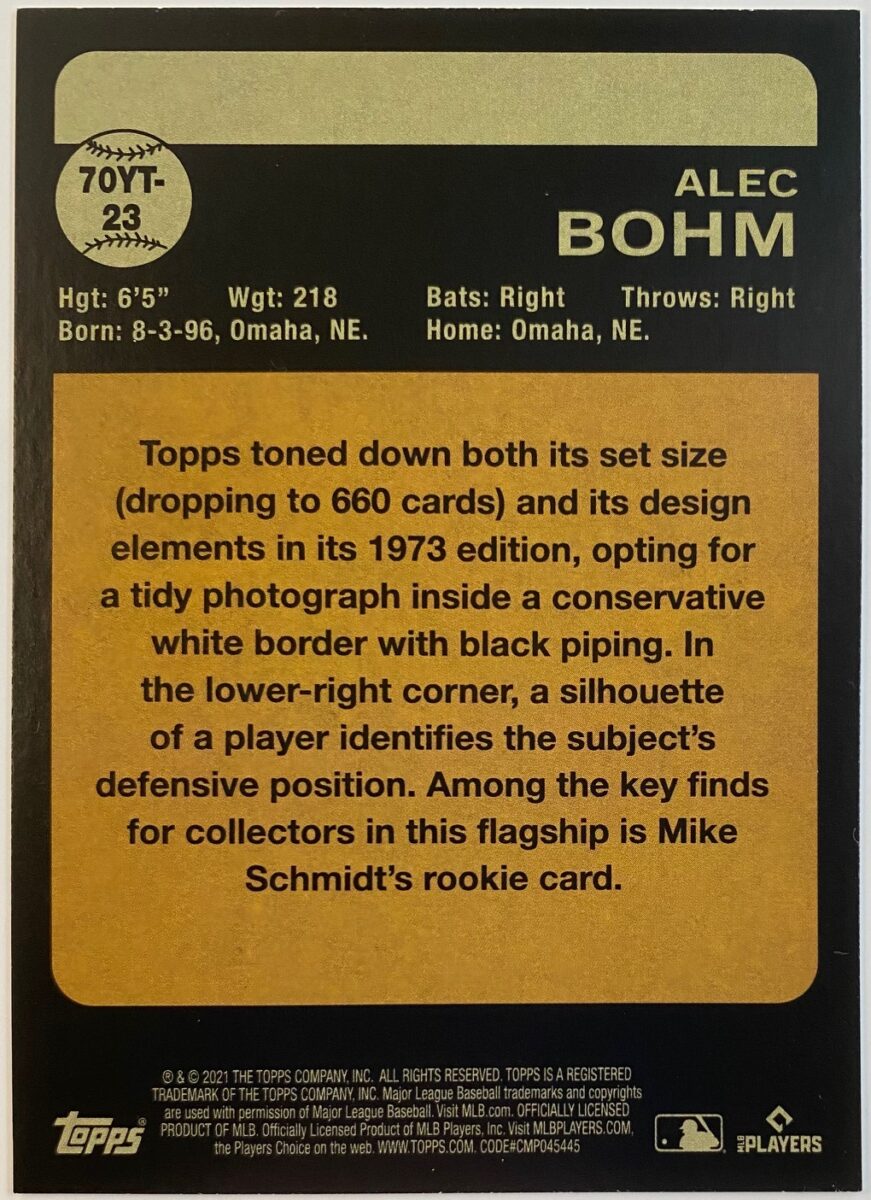 70YT-
23
ALEC
BOHM
Hgt: 6'5" Wgt: 218 Bats: Right Throws: Right
Born: 8-3-96, Omaha, NE. Home: Omaha, NE.
Topps toned down both its set size
(dropping to 660 cards) and its design
elements in its 1973 edition, opting for
a tidy photograph inside a conservative
white border with black piping. In
the lower-right corner, a silhouette
of a player identifies the subject's
defensive position. Among the key finds
for collectors in this flagship is Mike
Schmidt's rookie card.
® & © 2021 THE TOPPS COMPANY, INC. ALL RIGHTS RESERVED. TOPPS IS A REGISTERED
TRADEMARK OF THE TOPPS COMPANY, INC. Major League Baseball trademarks and copyrights
are used with permission of Major League Baseball. Visit MLB.com. OFFICIALLY LICENSED
PRODUCT OF MLB. Officially Licensed Product of MLB Players, Inc. Visit MLBPLAYERS.COM,
the Players Choice on the web. WWW.TOPPS.COM. CODE#CMP045445
Topps®
MLB PLAYERS